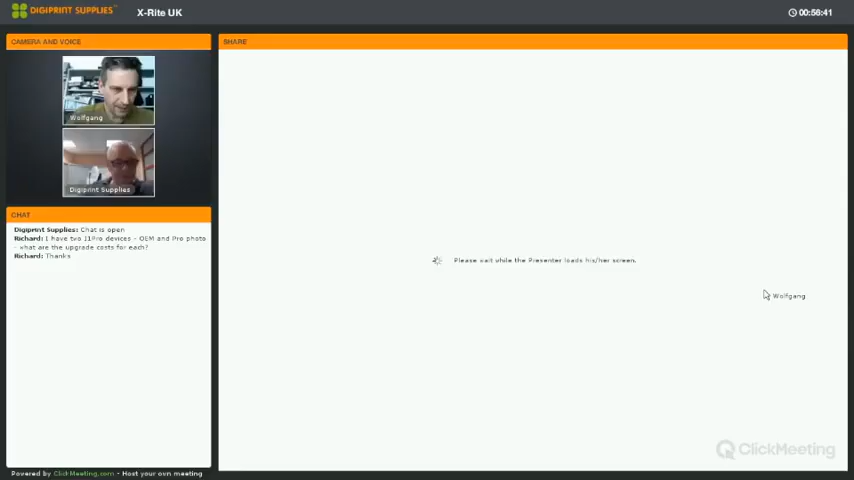 DIGIPRINT SUPPLIES™
X-Rite UK
00:56:41
CAMERA AND VOICE
SHARE
Wolfgang
Digiprint Supplies
CHAT
Digiprint Supplies: Chat is open
Richard: I have two I1Pro devices - OEM and Pro photo
- what are the upgrade costs for each?
Richard: Thanks
Please wait while the Presenter loads his/her screen.
Wolfgang
ClickMeeting
Powered by ClickMeeting.com • Host your own meeting